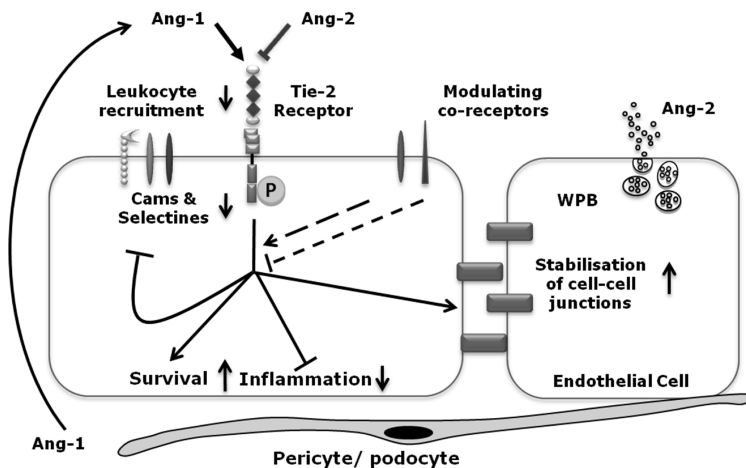 Ang-1
Ang-2
Leukocyte
recruitment
Tie-2
Receptor
Modulating
co-receptors
Ang-2
P
Cams &
Selectines
WPB
Stabilisation
of cell-cell
junctions
Survival
Inflammation
Endothelial Cell
Ang-1
Pericyte/ podocyte